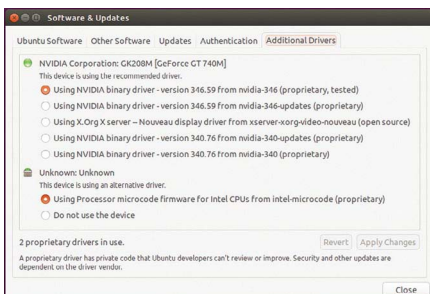 Software & Updates
Ubuntu Software Other Software Updates Authentication Additional Drivers
NVIDIA Corporation: GK208M [GeForce GT 740M]
This device is using the recommended driver.
Using NVIDIA binary driver - version 346.59 from nvidia-346 (proprietary, tested)
Using NVIDIA binary driver - version 346.59 from nvidia-346-updates (proprietary)
Using X.Org X server – Nouveau display driver from xserver-xorg-video-nouveau (open source)
Using NVIDIA binary driver - version 340.76 from nvidia-340-updates (proprietary)
Using NVIDIA binary driver - version 340.76 from nvidia-340 (proprietary)
Unknown: Unknown
This device is using an alternative driver.
Using Processor microcode firmware for Intel CPUs from intel-microcode (proprietary)
Do not use the device
2 proprietary drivers in use.
Revert Apply Changes
A proprietary driver has private code that Ubuntu developers can't review or improve. Security and other updates are
dependent on the driver vendor.
Close